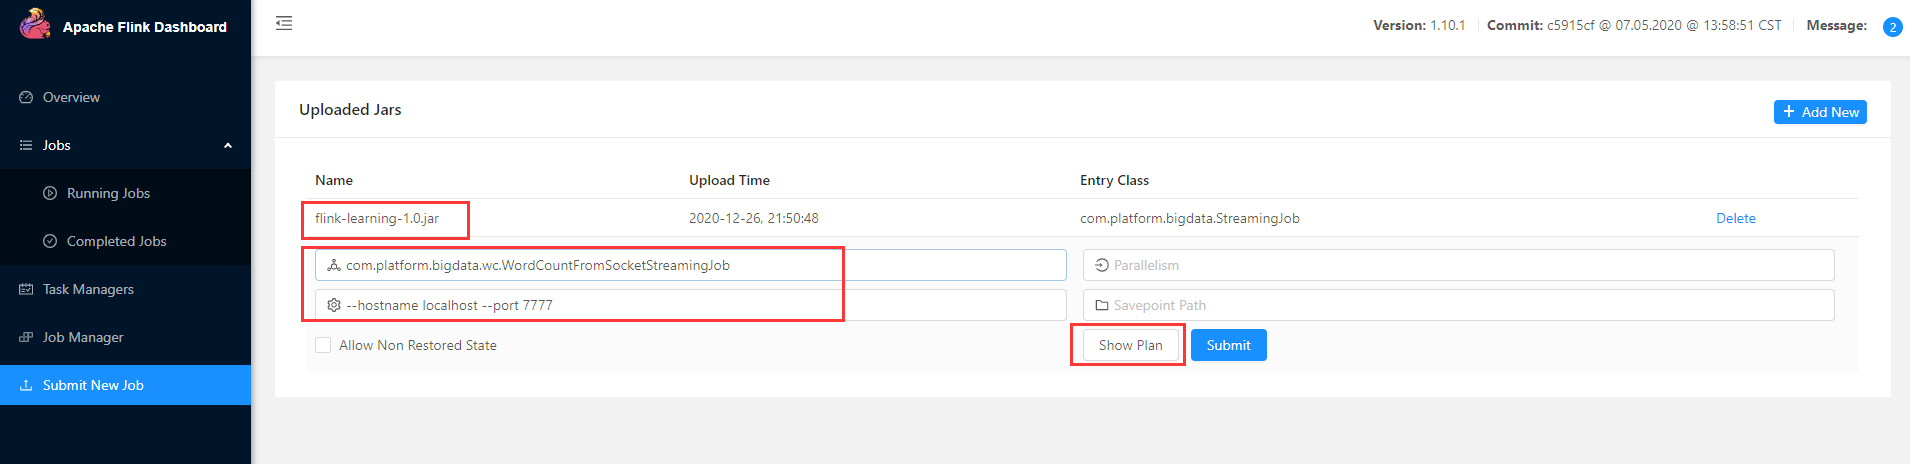 Apache Flink Dashboard
Version: 1.10.1 Commit: c5915cf @ 07.05.2020 @ 13:58:51 CST Message: 2
Overview
Jobs
Running Jobs
Completed Jobs
Task Managers
Job Manager
Submit New Job
Uploaded Jars
+ Add New
Name Upload Time Entry Class
flink-learning-1.0.jar 2020-12-26, 21:50:48 com.platform.bigdata.StreamingJob Delete
com.platform.bigdata.wc.WordCountFromSocketStreamingJob Parallelism
--hostname localhost --port 7777 Savepoint Path
Allow Non Restored State Show Plan Submit